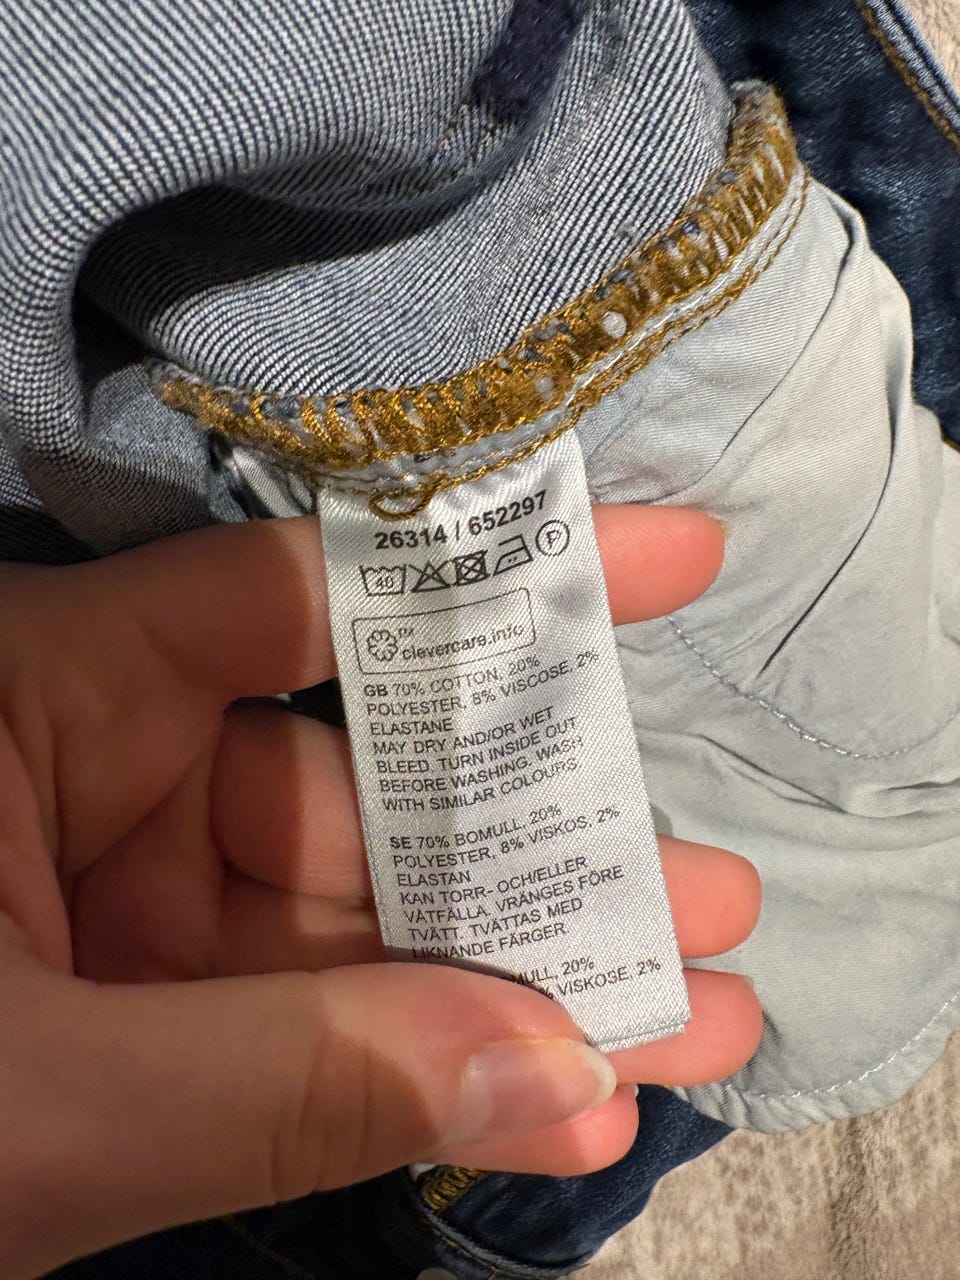 26314 / 652297
40 P
TM
clevercare.info
GB 70% COTTON, 20%
POLYESTER, 8% VISCOSE, 2%
ELASTANE
MAY DRY AND/OR WET
BLEED. TURN INSIDE OUT
BEFORE WASHING. WASH
WITH SIMILAR COLOURS.
SE 70% BOMULL, 20%
POLYESTER, 8% VISKOS, 2%
ELASTAN
KAN TORR- OCH/ELLER
VÅTFÄLLA. VRÄNGES FÖRE
TVÄTT. TVÄTTAS MED
LIKNANDE FÄRGER.
20%
% VISKOSE, 2%